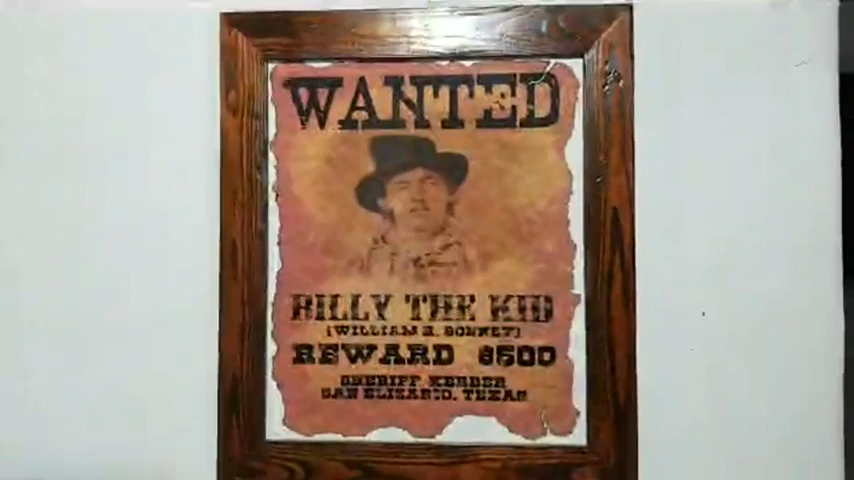 WANTED
BILLY THE KID
(WILLIAM H. BONNEY)
REWARD $500
SHERIFF KERBER
SAN ELIZARIO, TEXAS